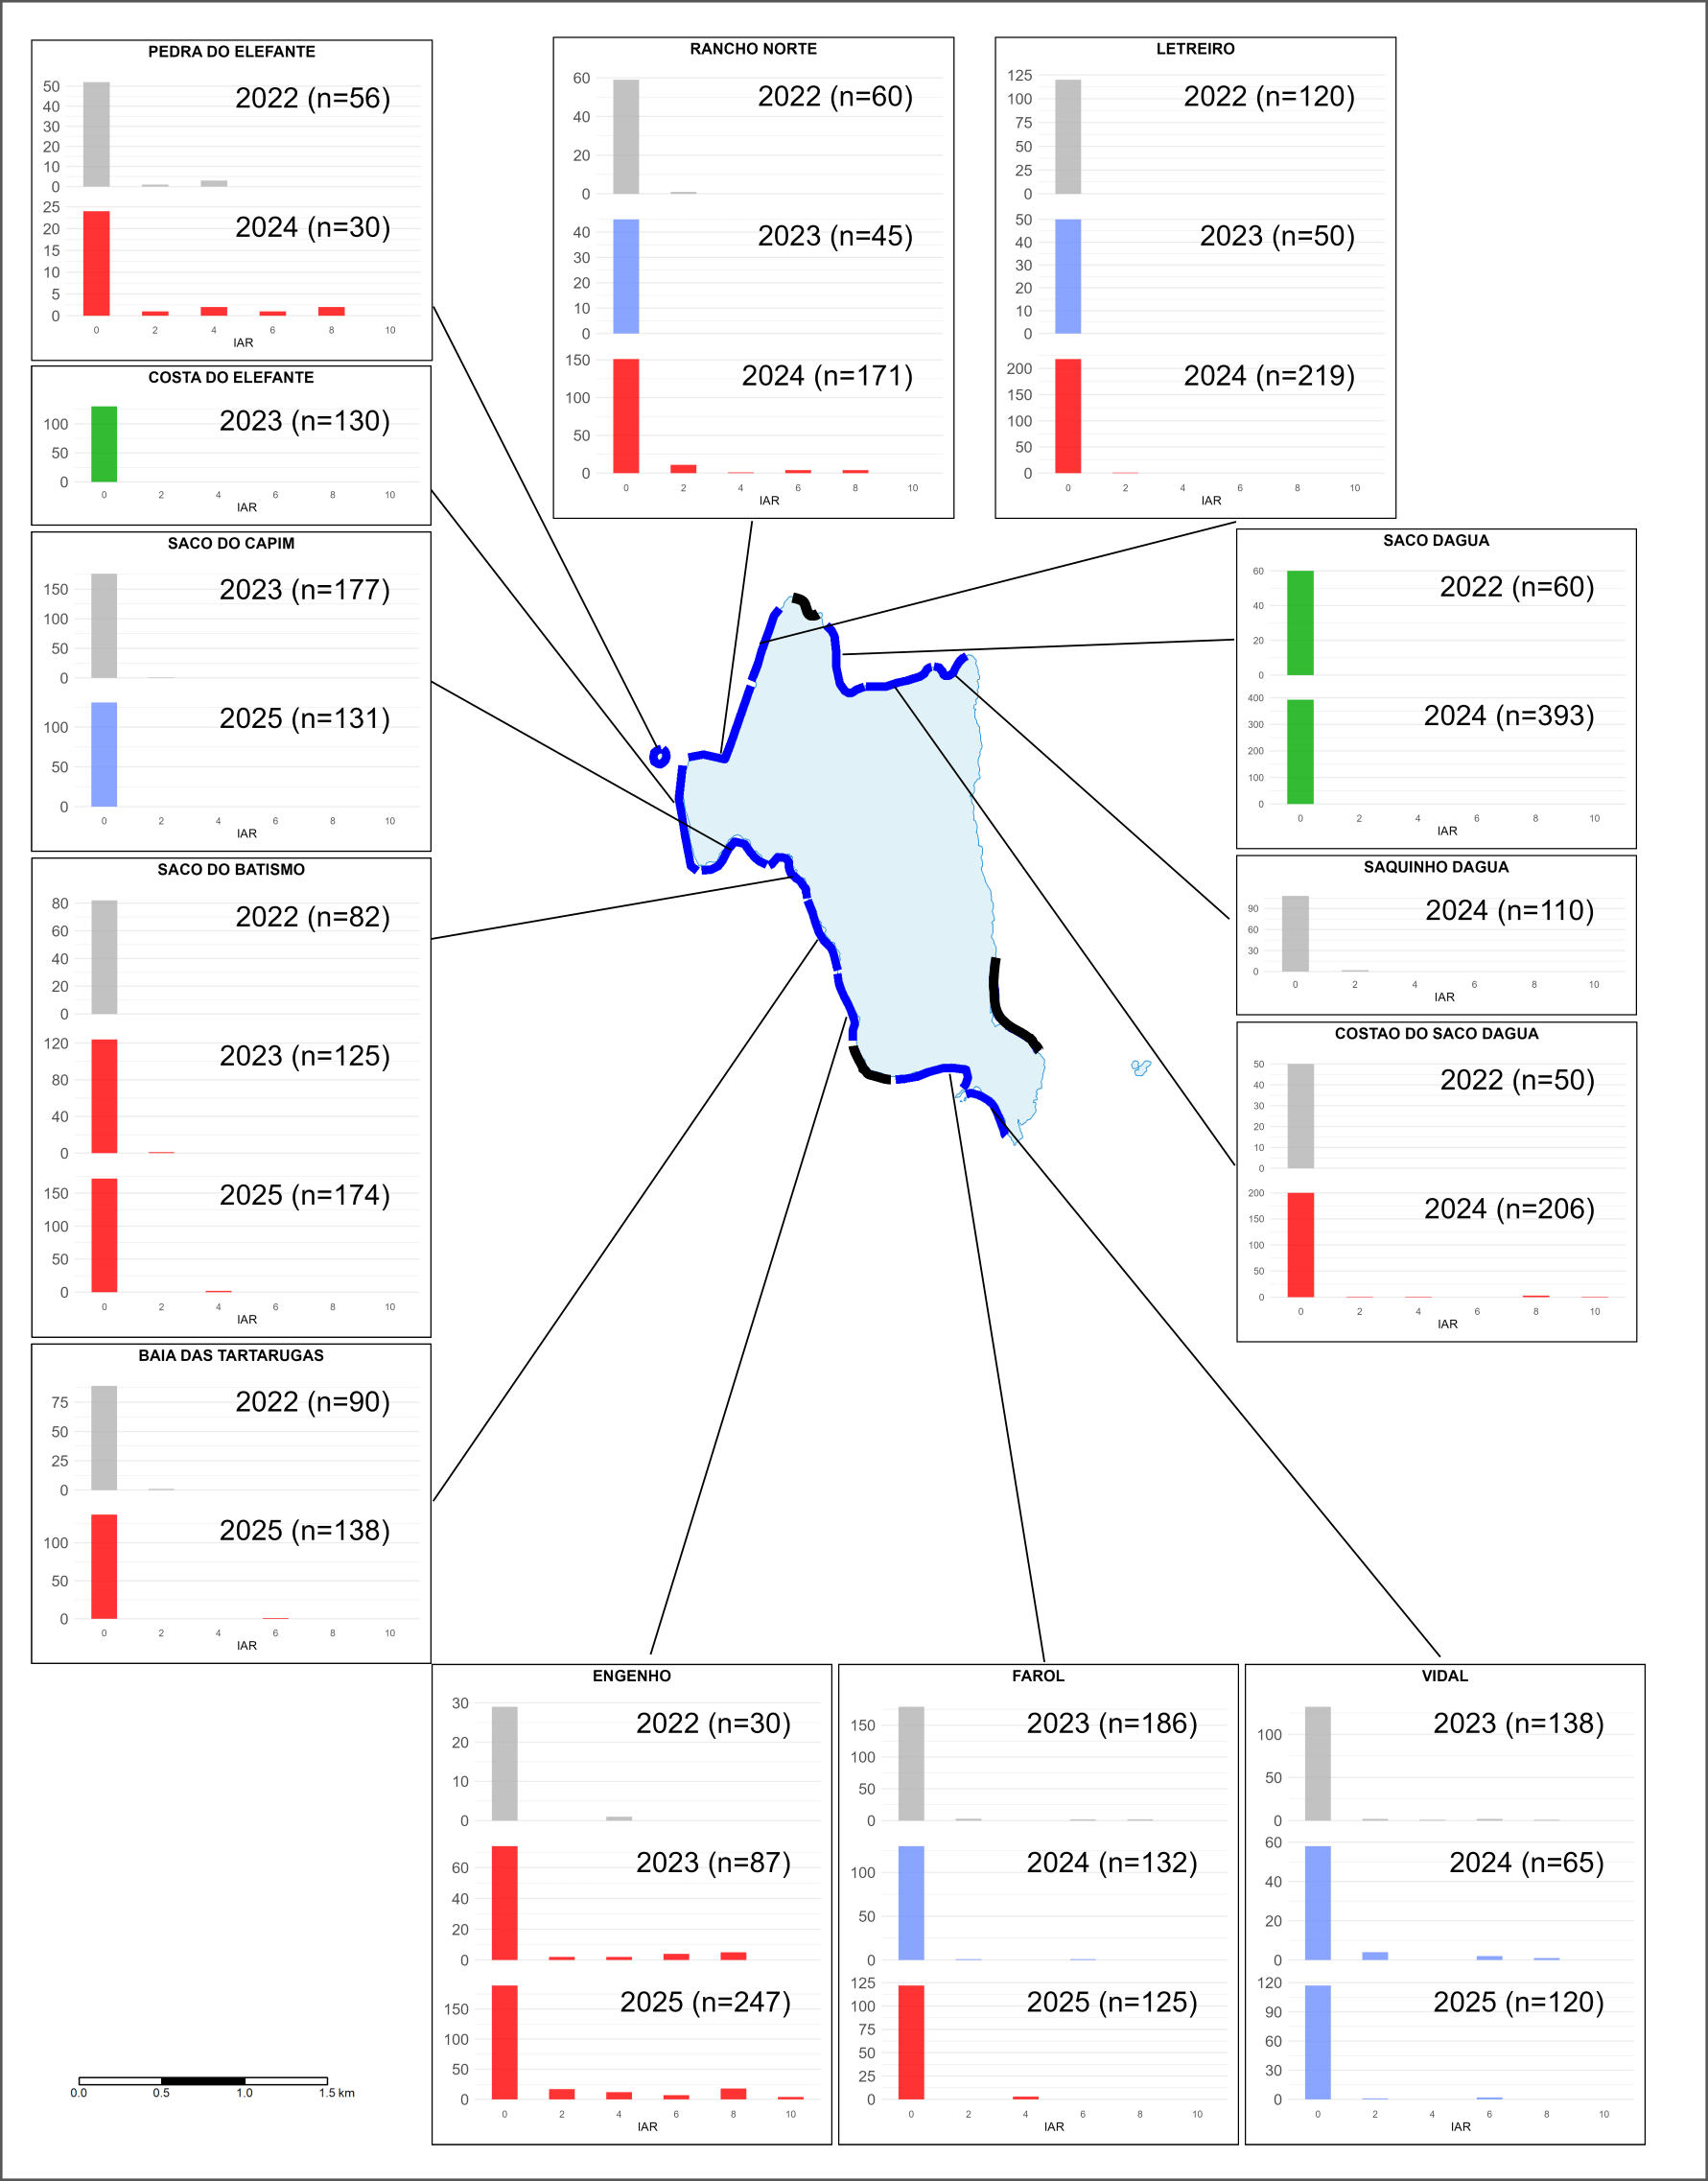 PEDRA DO ELEFANTE
2022 (n=56)
50
40
30
20
10
0
2024 (n=30)
25
20
15
10
5
0
0 2 4 6 8 10
IAR
COSTA DO ELEFANTE
2023 (n=130)
100
50
0
0 2 4 6 8 10
IAR
SACO DO CAPIM
2023 (n=177)
150
100
50
0
2025 (n=131)
100
50
0
0 2 4 6 8 10
IAR
SACO DO BATISMO
2022 (n=82)
80
60
40
20
0
2023 (n=125)
120
80
40
0
2025 (n=174)
150
100
50
0
0 2 4 6 8 10
IAR
BAIA DAS TARTARUGAS
2022 (n=90)
75
50
25
0
2025 (n=138)
100
50
0
0 2 4 6 8 10
IAR
RANCHO NORTE
2022 (n=60)
60
40
20
0
2023 (n=45)
40
30
20
10
0
2024 (n=171)
150
100
50
0
0 2 4 6 8 10
IAR
LETREIRO
2022 (n=120)
125
100
75
50
25
0
2023 (n=50)
50
40
30
20
10
0
2024 (n=219)
200
150
100
50
0
0 2 4 6 8 10
IAR
SACO DAGUA
2022 (n=60)
60
40
20
0
2024 (n=393)
400
300
200
100
0
0 2 4 6 8 10
IAR
SAQUINHO DAGUA
2024 (n=110)
90
60
30
0
0 2 4 6 8 10
IAR
COSTAO DO SACO DAGUA
2022 (n=50)
50
40
30
20
10
0
2024 (n=206)
200
150
100
50
0
0 2 4 6 8 10
IAR
ENGENHO
2022 (n=30)
30
20
10
0
2023 (n=87)
60
40
20
0
2025 (n=247)
150
100
50
0
0 2 4 6 8 10
IAR
FAROL
2023 (n=186)
150
100
50
0
2024 (n=132)
100
50
0
2025 (n=125)
125
100
75
50
25
0
0 2 4 6 8 10
IAR
VIDAL
2023 (n=138)
100
50
0
2024 (n=65)
60
40
20
0
2025 (n=120)
120
90
60
30
0
0 2 4 6 8 10
IAR
0.0 0.5 1.0 1.5 km